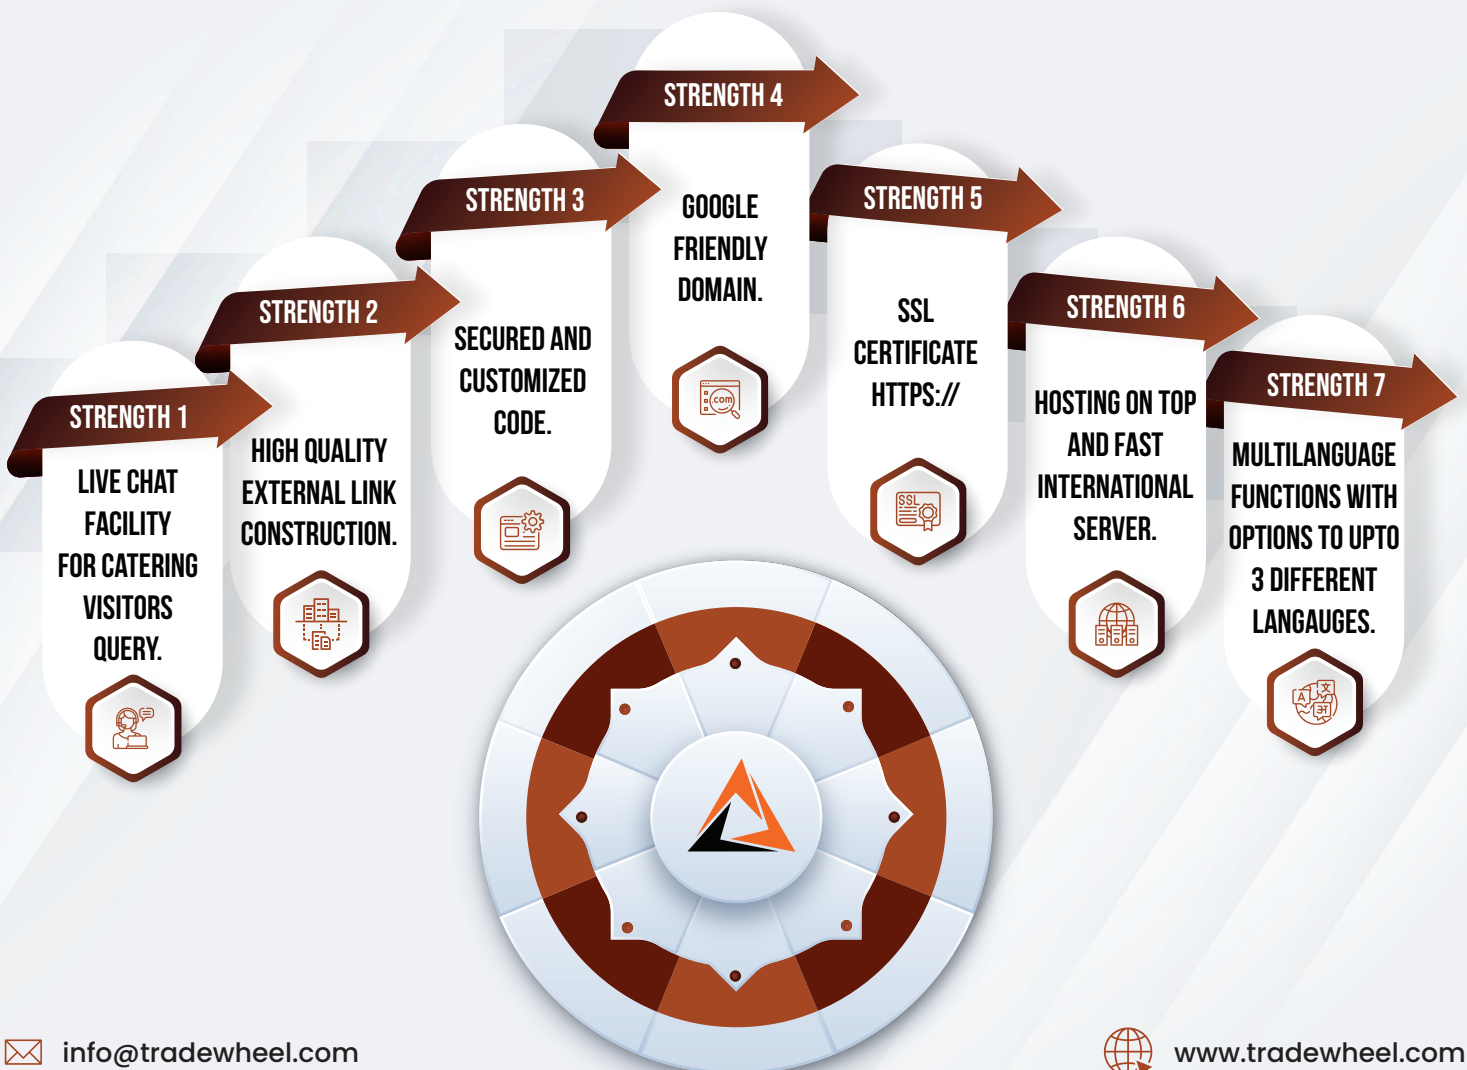 STRENGTH 1
LIVE CHAT
FACILITY
FOR CATERING
VISITORS
QUERY.
STRENGTH 2
HIGH QUALITY
EXTERNAL LINK
CONSTRUCTION.
STRENGTH 3
SECURED AND
CUSTOMIZED
CODE.
STRENGTH 4
GOOGLE
FRIENDLY
DOMAIN.
.com
STRENGTH 5
SSL
CERTIFICATE
HTTPS://
SSL
STRENGTH 6
HOSTING ON TOP
AND FAST
INTERNATIONAL
SERVER.
STRENGTH 7
MULTILANGUAGE
FUNCTIONS WITH
OPTIONS TO UPTO
3 DIFFERENT
LANGAUGES.
A 文
अ
info@tradewheel.com
www.tradewheel.com